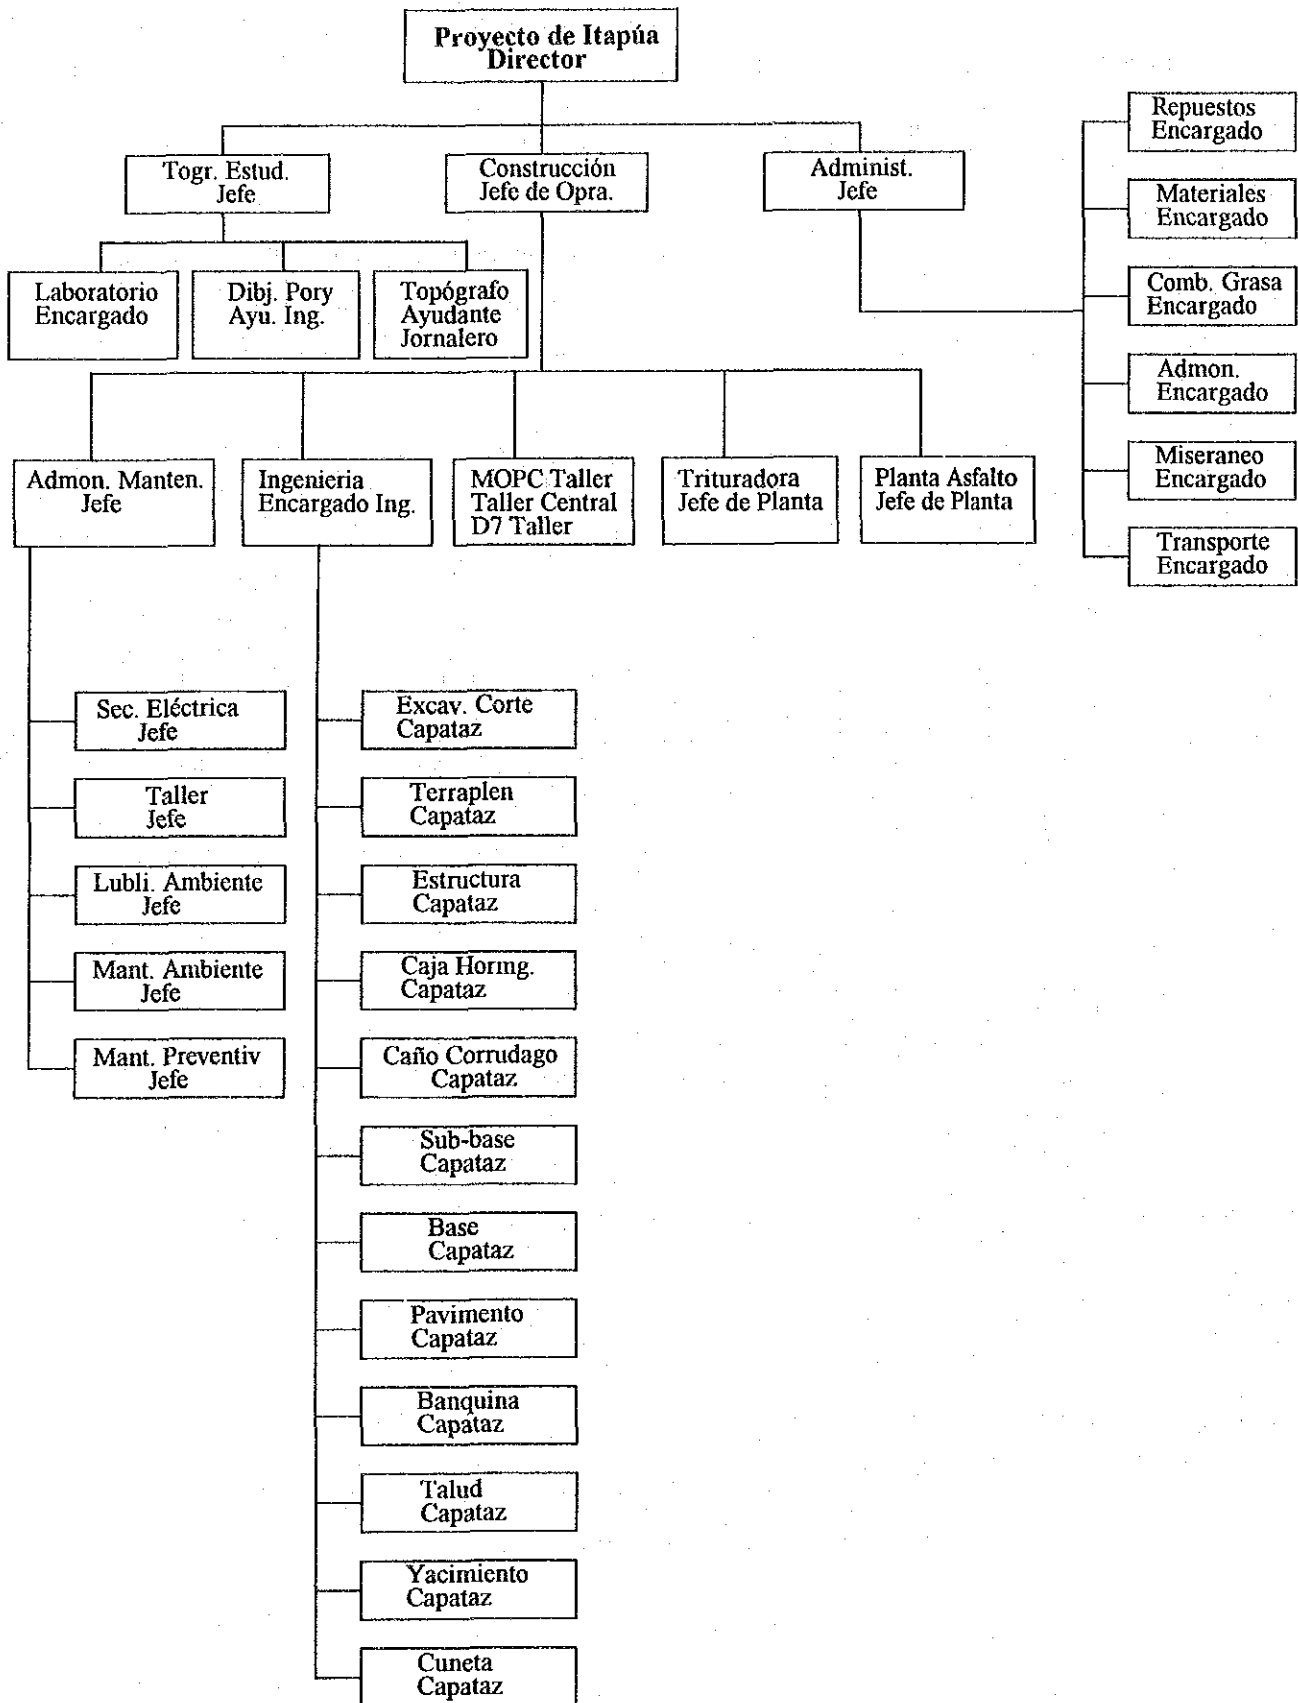 Proyecto de Itapúa
Director
Togr. Estud.
Jefe
Construcción
Jefe de Opra.
Administ.
Jefe
Repuestos
Encargado
Materiales
Encargado
Comb. Grasa
Encargado
Admon.
Encargado
Miseraneo
Encargado
Transporte
Encargado
Laboratorio
Encargado
Dibj. Pory
Ayu. Ing.
Topógrafo
Ayudante
Jornalero
Admon. Manten.
Jefe
Ingenieria
Encargado Ing.
MOPC Taller
Taller Central
D7 Taller
Trituradora
Jefe de Planta
Planta Asfalto
Jefe de Planta
Sec. Eléctrica
Jefe
Taller
Jefe
Lubli. Ambiente
Jefe
Mant. Ambiente
Jefe
Mant. Preventiv
Jefe
Excav. Corte
Capataz
Terraplen
Capataz
Estructura
Capataz
Caja Hormg.
Capataz
Caño Corrudago
Capataz
Sub-base
Capataz
Base
Capataz
Pavimento
Capataz
Banquina
Capataz
Talud
Capataz
Yacimiento
Capataz
Cuneta
Capataz